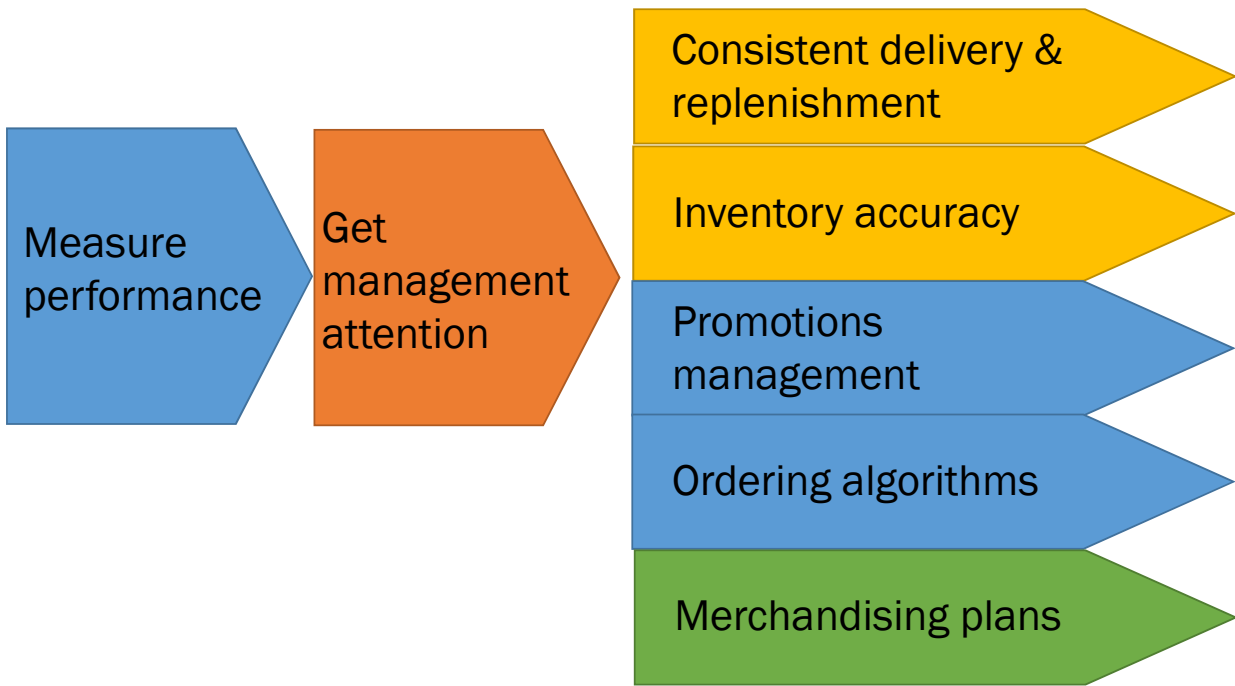 Measure
performance
Get
management
attention
Consistent delivery &
replenishment
Inventory accuracy
Promotions
management
Ordering algorithms
Merchandising plans